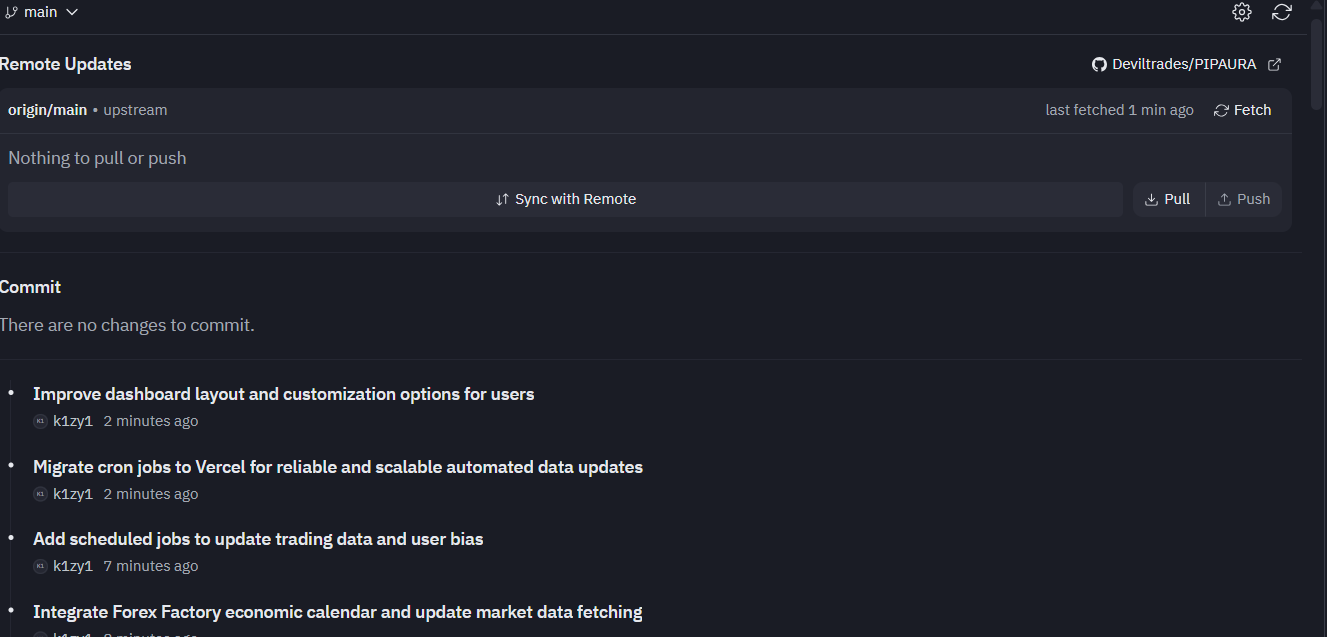 main
Remote Updates
Deviltrades/PIPAURA
origin/main • upstream
last fetched 1 min ago
Fetch
Nothing to pull or push
Sync with Remote
Pull
Push
Commit
There are no changes to commit.
Improve dashboard layout and customization options for users
K1 k1zy1 2 minutes ago
Migrate cron jobs to Vercel for reliable and scalable automated data updates
K1 k1zy1 2 minutes ago
Add scheduled jobs to update trading data and user bias
K1 k1zy1 7 minutes ago
Integrate Forex Factory economic calendar and update market data fetching
k1zy1 minutes ago